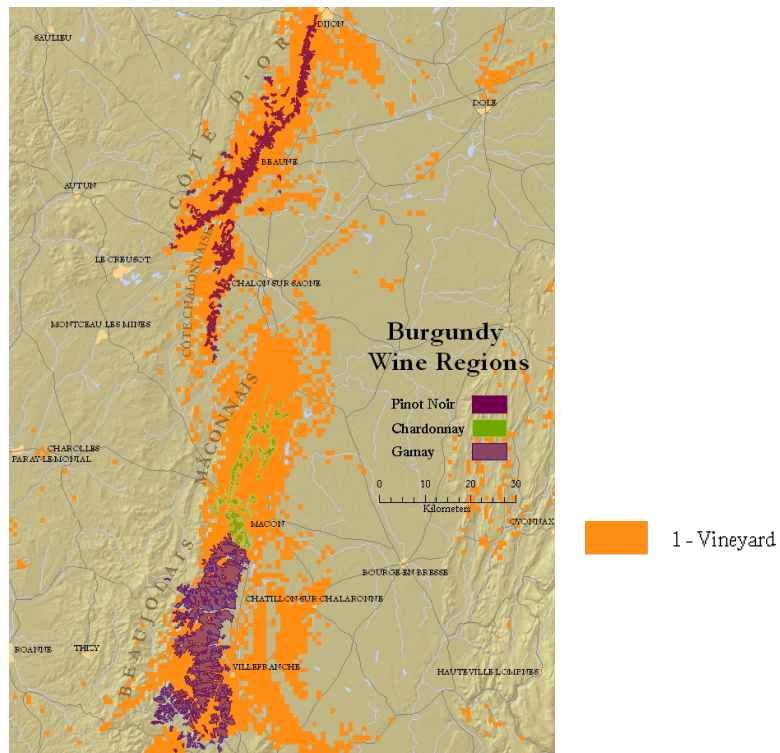 DIJON
SAULIEU
CÔTE D'OR
DOLE
BEAUNE
AUTUN
LE CREUSOT
CÔTE CHALONNAISE
CHALON SUR SAONE
MONTCEAU LES MINES
Burgundy
Wine Regions
Pinot Noir
Chardonnay
Gamay
0 10 20 30
Kilometers
MÂCONNAIS
CHAROLLES
PARAY-LE-MONIAL
MACON
OYONNAX
1 - Vineyard
BEAUJOLAIS
BOURGE-EN-BRESSE
CHATILLON SUR CHALARONNE
ROANNE
THIZY
VILLEFRANCHE
HAUTEVILLE LOMPNES